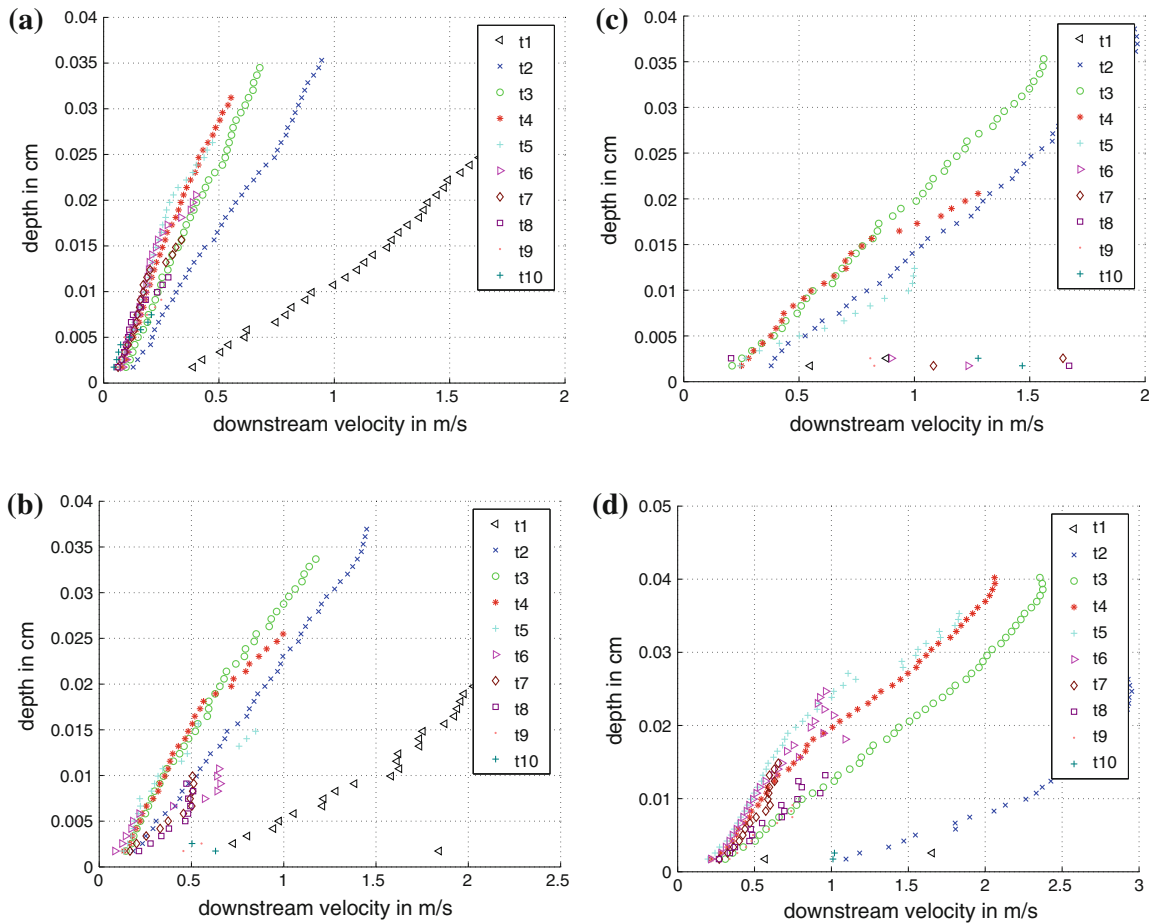 (a)
0.04
0.035
0.03
0.025
0.02
0.015
0.01
0.005
0
depth in cm
0 0.5 1 1.5 2
downstream velocity in m/s
t1
t2
t3
t4
t5
t6
t7
t8
t9
t10
(c)
0.04
0.035
0.03
0.025
0.02
0.015
0.01
0.005
0
depth in cm
0 0.5 1 1.5 2
downstream velocity in m/s
t1
t2
t3
t4
t5
t6
t7
t8
t9
t10
(b)
0.04
0.035
0.03
0.025
0.02
0.015
0.01
0.005
0
depth in cm
0 0.5 1 1.5 2 2.5
downstream velocity in m/s
t1
t2
t3
t4
t5
t6
t7
t8
t9
t10
(d)
0.05
0.04
0.03
0.02
0.01
0
depth in cm
0 0.5 1 1.5 2 2.5 3
downstream velocity in m/s
t1
t2
t3
t4
t5
t6
t7
t8
t9
t10